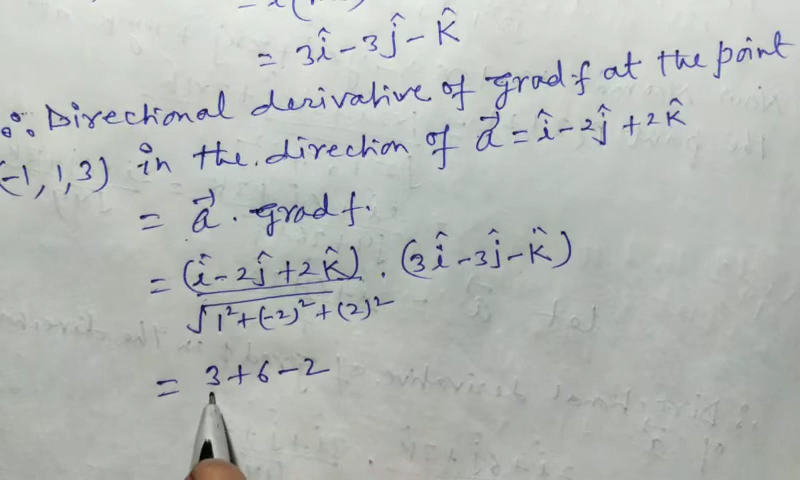 = 3î - 3ĵ - k̂
∴ Directional derivative of grad f at the point
(-1, 1, 3) in the direction of a⃗ = î - 2ĵ + 2k̂
= a⃗ . grad f.
= (î - 2ĵ + 2k̂) . (3î - 3ĵ - k̂)
√1² + (-2)² + (2)²
= 3 + 6 - 2